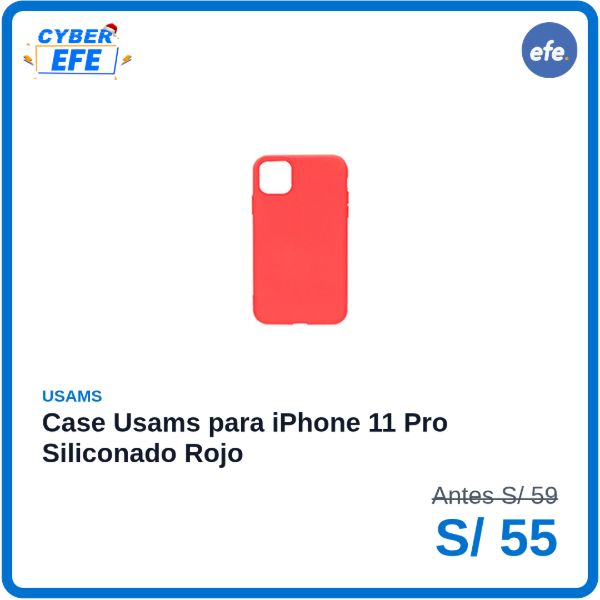 CYBER
EFE
efe.
USAMS
Case Usams para iPhone 11 Pro
Siliconado Rojo
Antes S/ 59
S/ 55